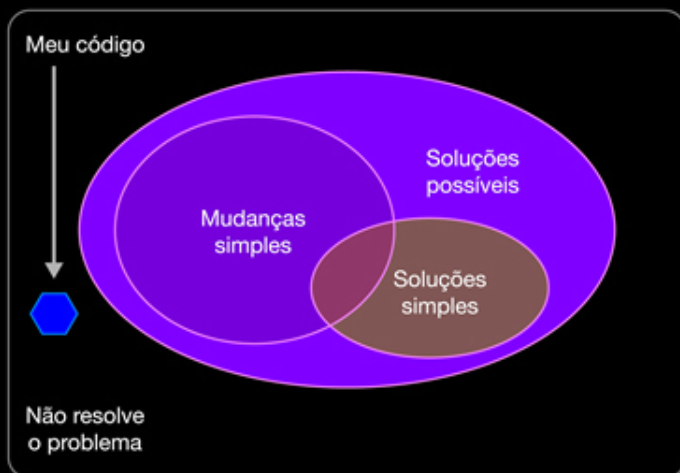 Meu código
Soluções
possíveis
Mudanças
simples
Soluções
simples
Não resolve
o problema